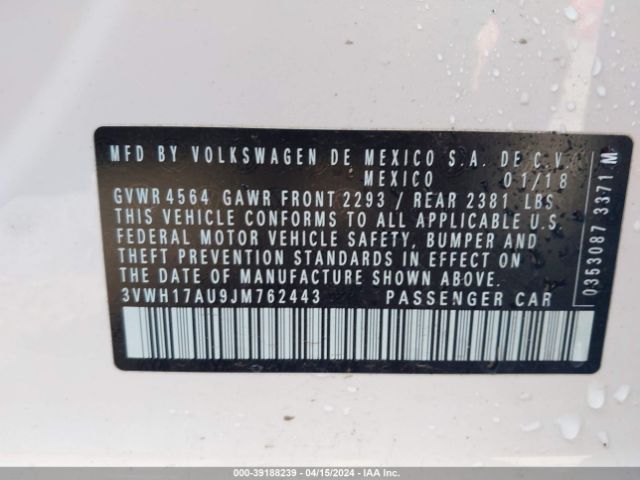 MFD BY VOLKSWAGEN DE MEXICO S.A. DE C.V.
MEXICO 01/18
GVWR 4564 GAWR FRONT 2293 / REAR 2381 LBS
THIS VEHICLE CONFORMS TO ALL APPLICABLE U.S.
FEDERAL MOTOR VEHICLE SAFETY, BUMPER AND
THEFT PREVENTION STANDARDS IN EFFECT ON
THE DATE OF MANUFACTURE SHOWN ABOVE.
3VWH17AU9JM762443 PASSENGER CAR
0353087 3371 M
000-39188239 - 04/15/2024 - IAA Inc.